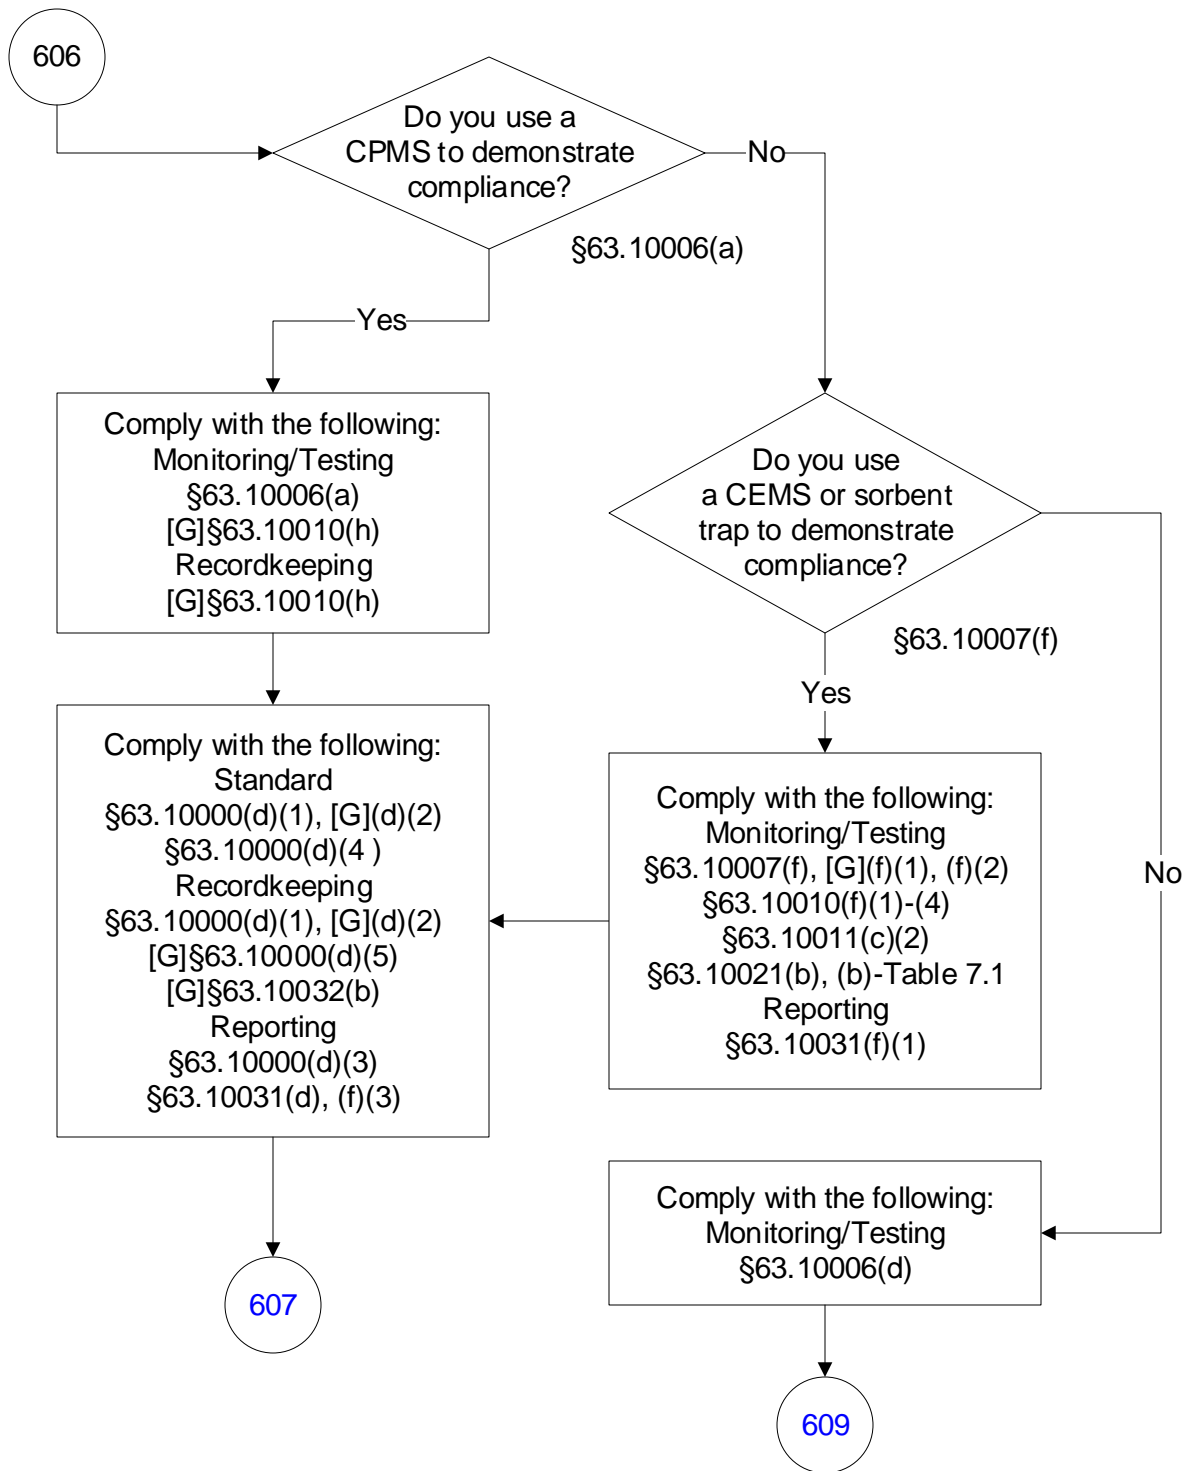 606
Do you use a
CPMS to demonstrate
compliance?
No
§63.10006(a)
Yes
Comply with the following:
Monitoring/Testing
§63.10006(a)
[G]§63.10010(h)
Recordkeeping
[G]§63.10010(h)
Do you use
a CEMS or sorbent
trap to demonstrate
compliance?
§63.10007(f)
Yes
No
Comply with the following:
Standard
§63.10000(d)(1), [G](d)(2)
§63.10000(d)(4 )
Recordkeeping
§63.10000(d)(1), [G](d)(2)
[G]§63.10000(d)(5)
[G]§63.10032(b)
Reporting
§63.10000(d)(3)
§63.10031(d), (f)(3)
Comply with the following:
Monitoring/Testing
§63.10007(f), [G](f)(1), (f)(2)
§63.10010(f)(1)-(4)
§63.10011(c)(2)
§63.10021(b), (b)-Table 7.1
Reporting
§63.10031(f)(1)
Comply with the following:
Monitoring/Testing
§63.10006(d)
607
609